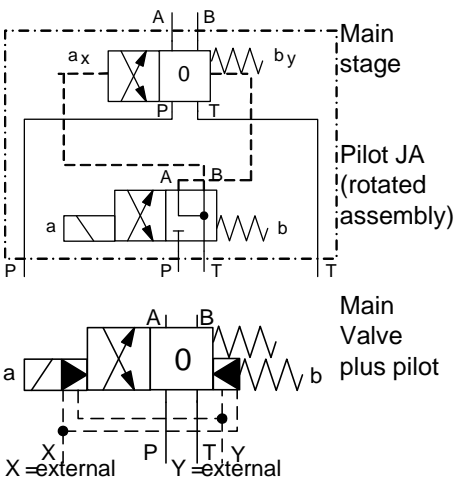 A B
Main
stage
a x
b y
0
P T
Pilot JA
(rotated
assembly)
A B
a
b
P P T T
Main
Valve
plus pilot
A B
a
0
b
X P T Y
X =external Y =external